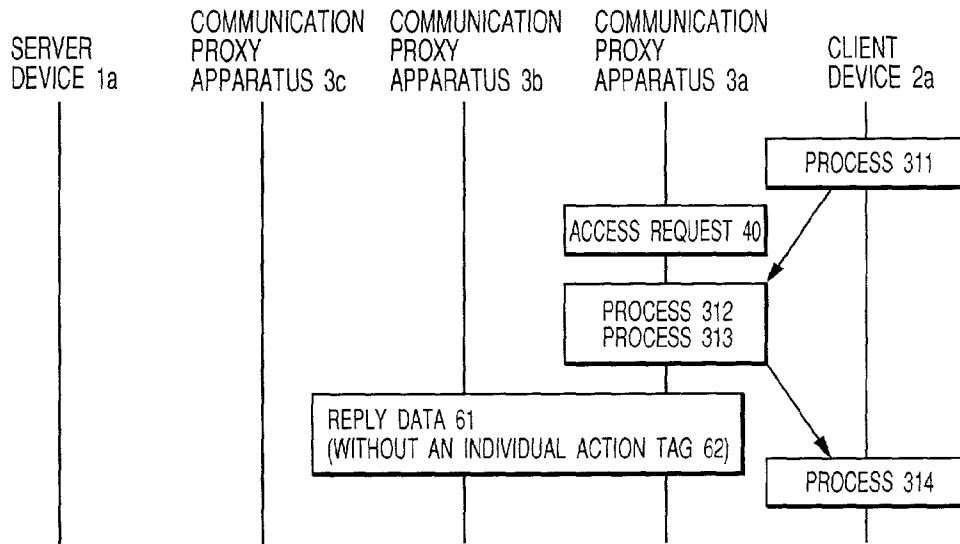 SERVER
DEVICE 1a
COMMUNICATION
PROXY
APPARATUS 3c
COMMUNICATION
PROXY
APPARATUS 3b
COMMUNICATION
PROXY
APPARATUS 3a
CLIENT
DEVICE 2a
PROCESS 311
ACCESS REQUEST 40
PROCESS 312
PROCESS 313
REPLY DATA 61
(WITHOUT AN INDIVIDUAL ACTION TAG 62)
PROCESS 314